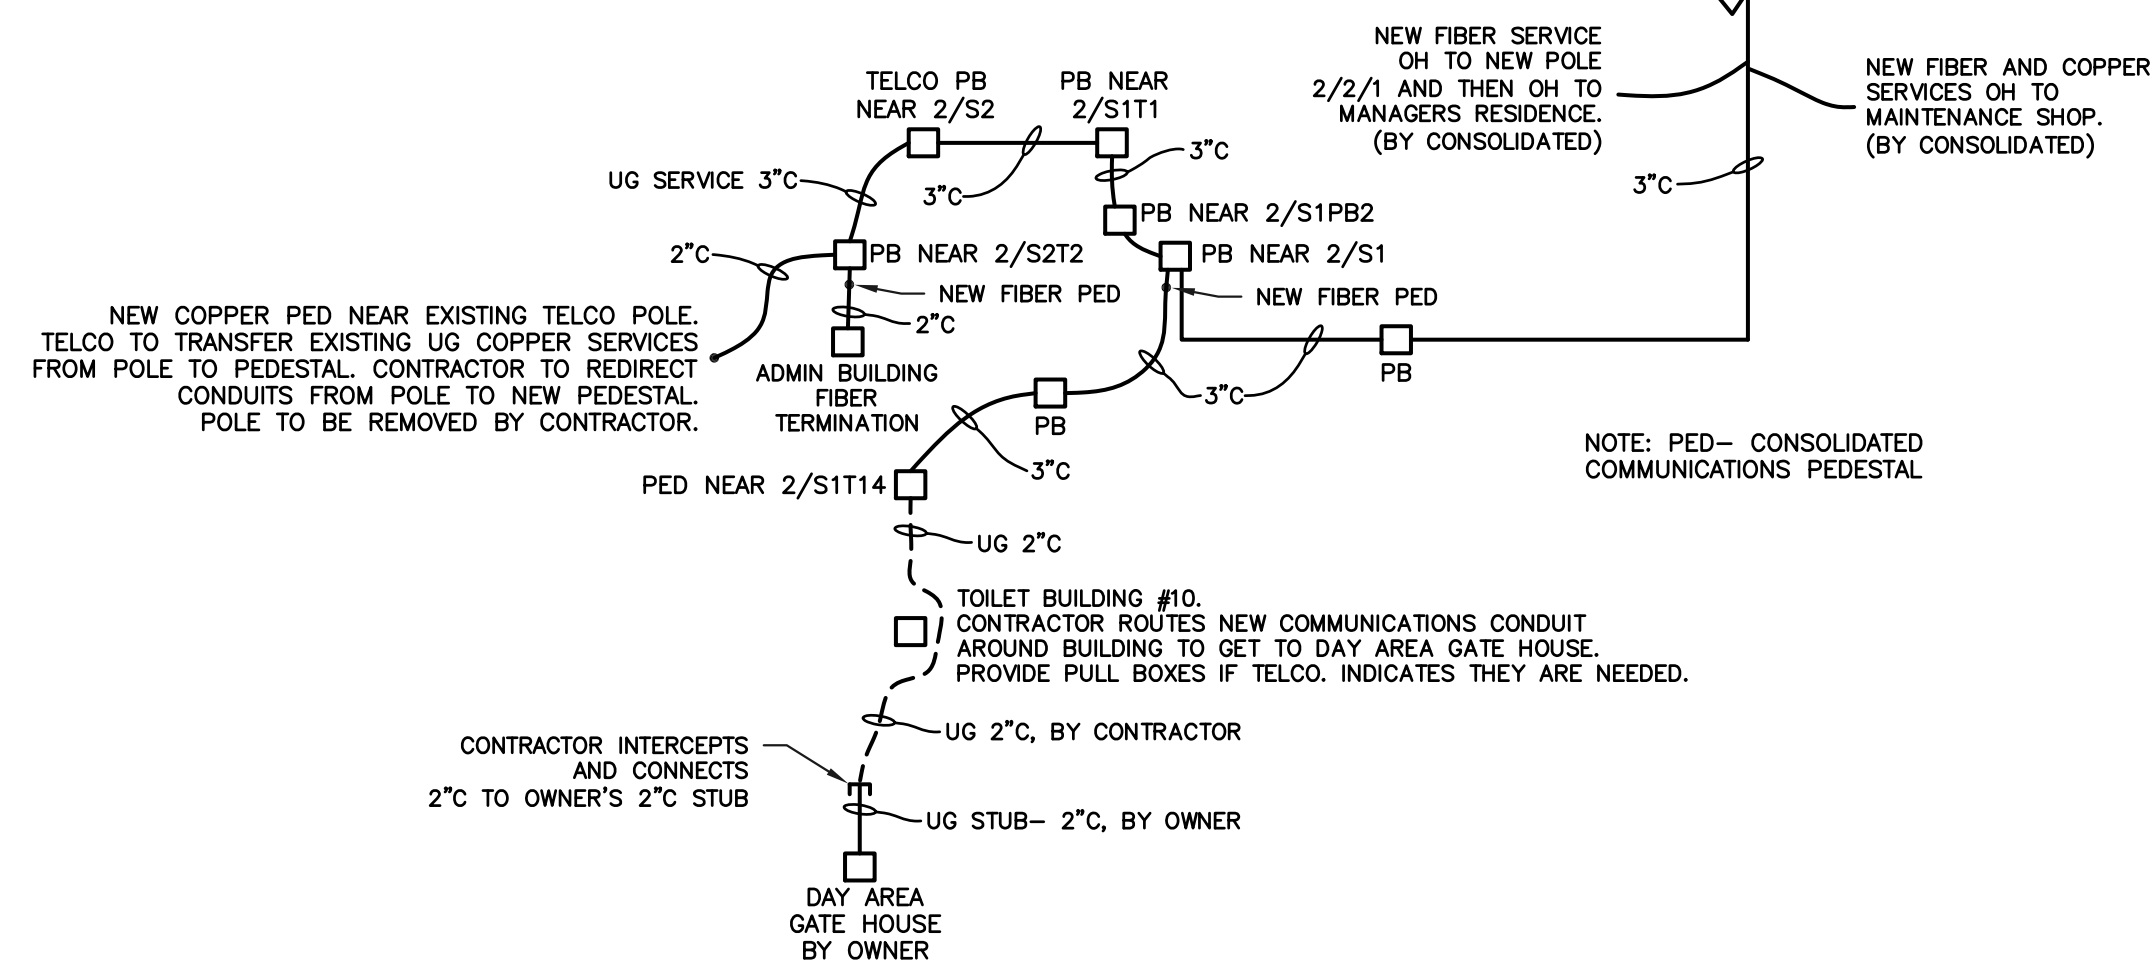 NEW FIBER SERVICE
OH TO NEW POLE
2/2/1 AND THEN OH TO
MANAGERS RESIDENCE.
(BY CONSOLIDATED)
NEW FIBER AND COPPER
SERVICES OH TO
MAINTENANCE SHOP.
(BY CONSOLIDATED)
TELCO PB
NEAR 2/S2
PB NEAR
2/S1T1
3"C
UG SERVICE 3"C
3"C
3"C
PB NEAR 2/S1PB2
2"C
PB NEAR 2/S2T2
PB NEAR 2/S1
NEW FIBER PED
NEW FIBER PED
2"C
NEW COPPER PED NEAR EXISTING TELCO POLE.
TELCO TO TRANSFER EXISTING UG COPPER SERVICES
FROM POLE TO PEDESTAL. CONTRACTOR TO REDIRECT
CONDUITS FROM POLE TO NEW PEDESTAL.
POLE TO BE REMOVED BY CONTRACTOR.
ADMIN BUILDING
FIBER
TERMINATION
PB
3"C
PB
NOTE: PED- CONSOLIDATED
COMMUNICATIONS PEDESTAL
3"C
PED NEAR 2/S1T14
UG 2"C
TOILET BUILDING #10.
CONTRACTOR ROUTES NEW COMMUNICATIONS CONDUIT
AROUND BUILDING TO GET TO DAY AREA GATE HOUSE.
PROVIDE PULL BOXES IF TELCO. INDICATES THEY ARE NEEDED.
UG 2"C, BY CONTRACTOR
CONTRACTOR INTERCEPTS
AND CONNECTS
2"C TO OWNER'S 2"C STUB
UG STUB- 2"C, BY OWNER
DAY AREA
GATE HOUSE
BY OWNER